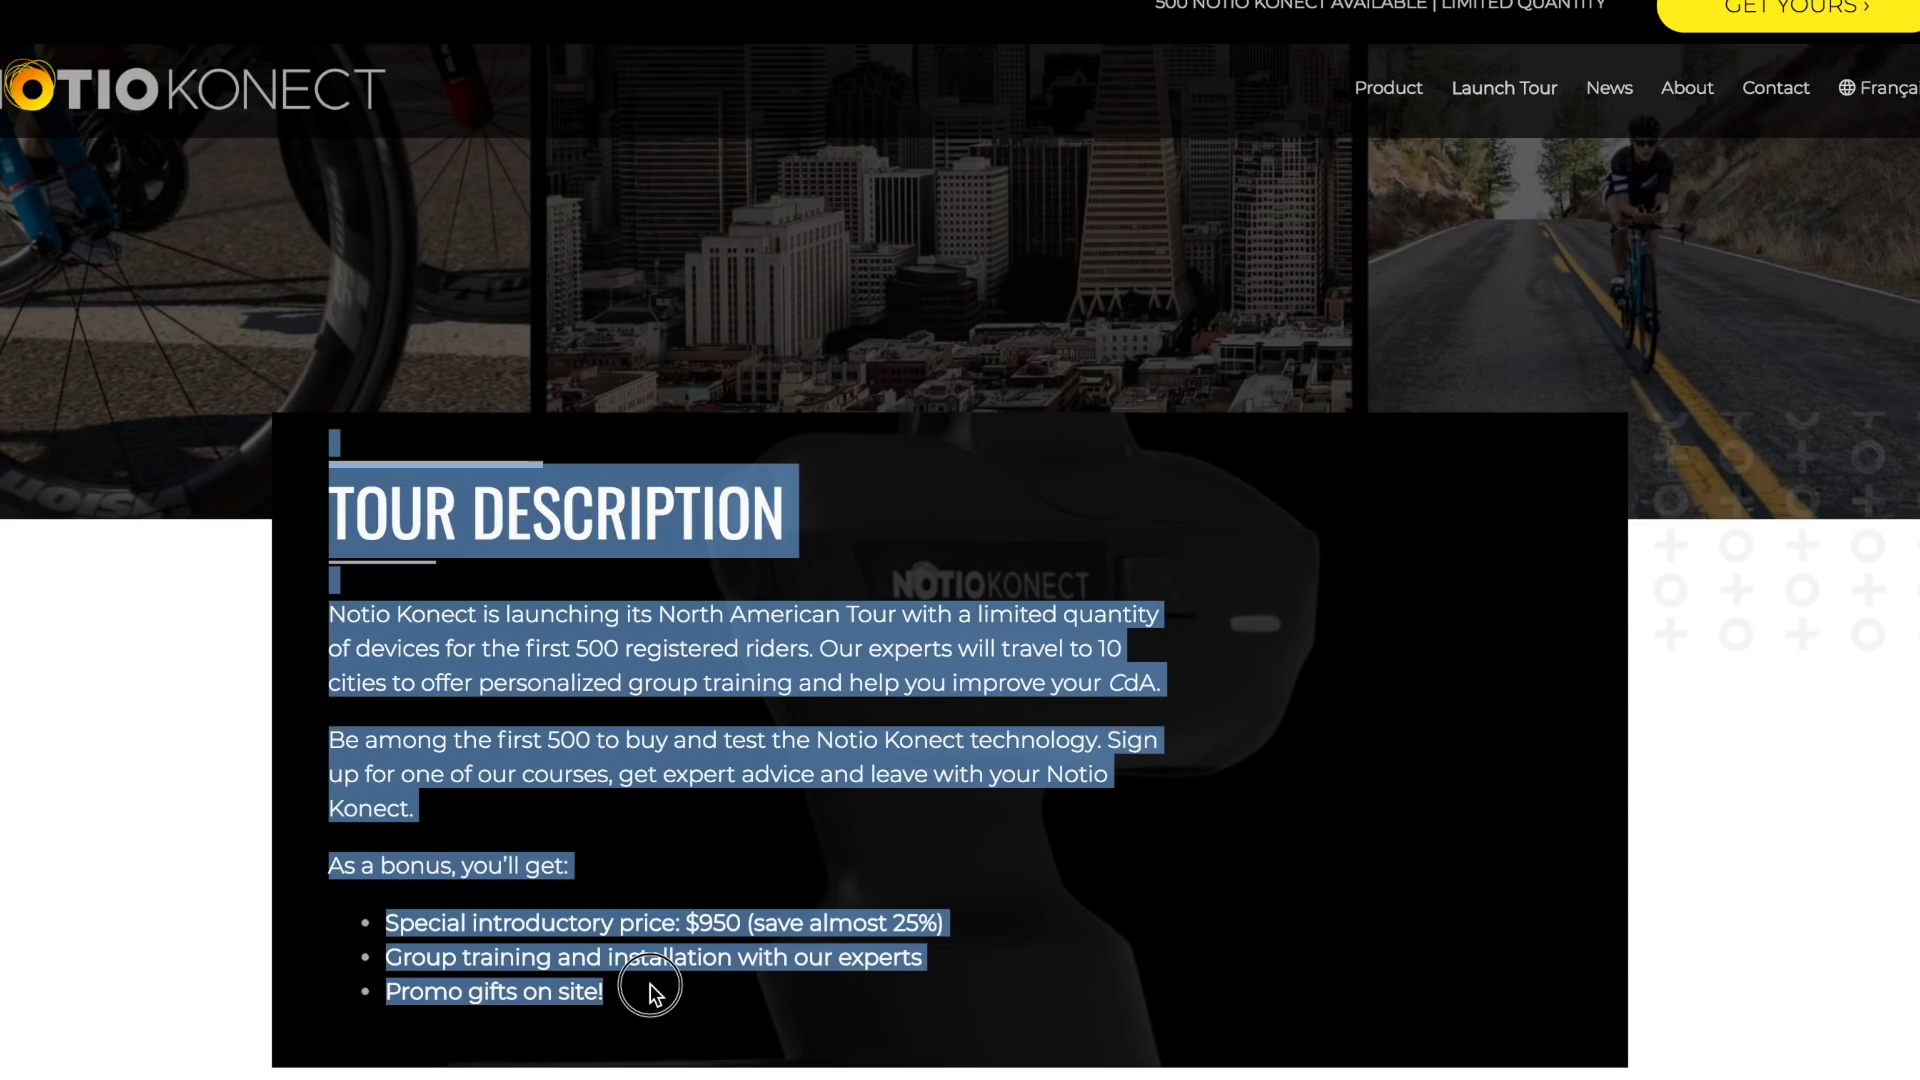 500 NOTIO KONECT AVAILABLE | LIMITED QUANTITY
GET YOURS ›
NOTIO KONECT
Product Launch Tour News About Contact Françai
TOUR DESCRIPTION
NOTIO KONECT
Notio Konect is launching its North American Tour with a limited quantity
of devices for the first 500 registered riders. Our experts will travel to 10
cities to offer personalized group training and help you improve your CdA.
Be among the first 500 to buy and test the Notio Konect technology. Sign
up for one of our courses, get expert advice and leave with your Notio
Konect.
As a bonus, you’ll get:
• Special introductory price: $950 (save almost 25%)
• Group training and installation with our experts
• Promo gifts on site!